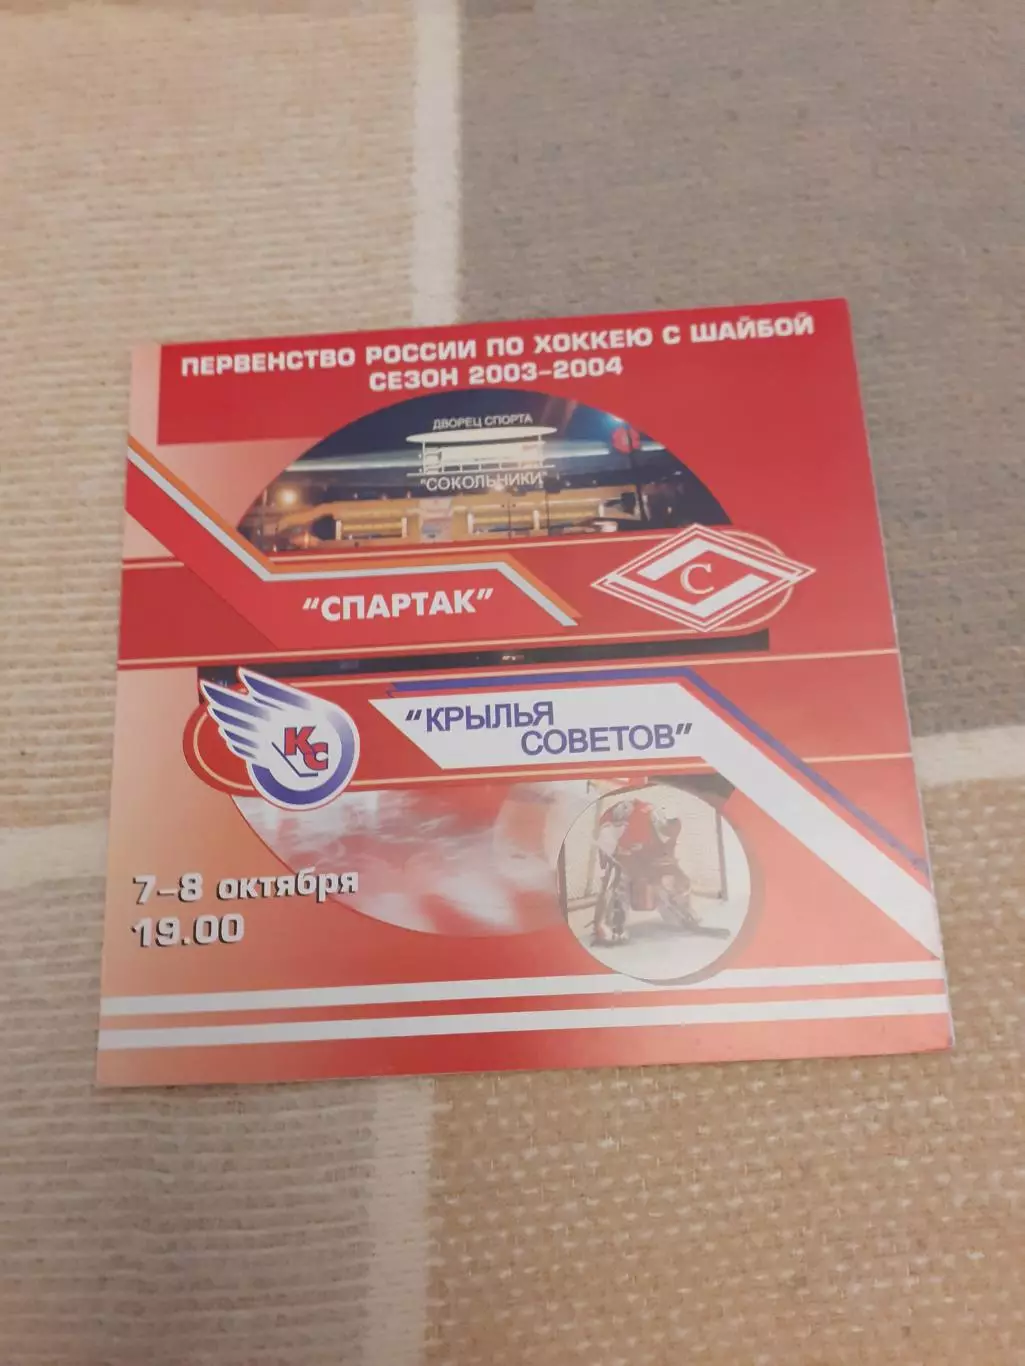 ПЕРВЕНСТВО РОССИИ ПО ХОККЕЮ С ШАЙБОЙ
СЕЗОН 2003-2004
ДВОРЕЦ СПОРТА
"СОКОЛЬНИКИ"
"СПАРТАК"
С
КС
"КРЫЛЬЯ
СОВЕТОВ"
7-8 октября
19.00